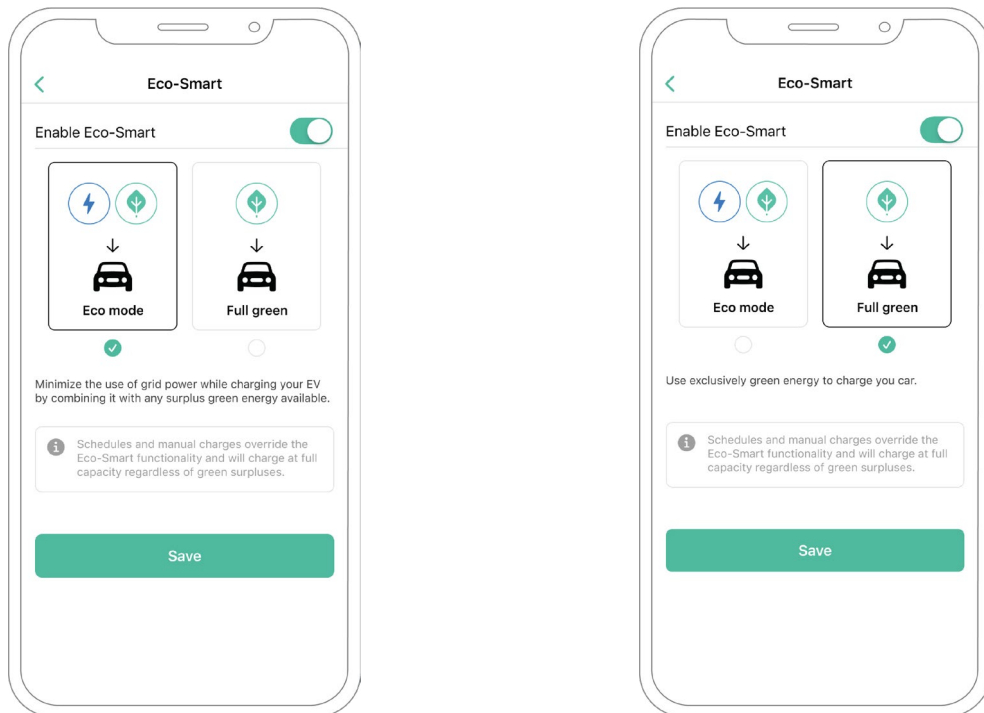 Eco-Smart
Enable Eco-Smart
Eco mode
Full green
Minimize the use of grid power while charging your EV
by combining it with any surplus green energy available.
Schedules and manual charges override the
Eco-Smart functionality and will charge at full
capacity regardless of green surpluses.
Save
Eco-Smart
Enable Eco-Smart
Eco mode
Full green
Use exclusively green energy to charge you car.
Schedules and manual charges override the
Eco-Smart functionality and will charge at full
capacity regardless of green surpluses.
Save